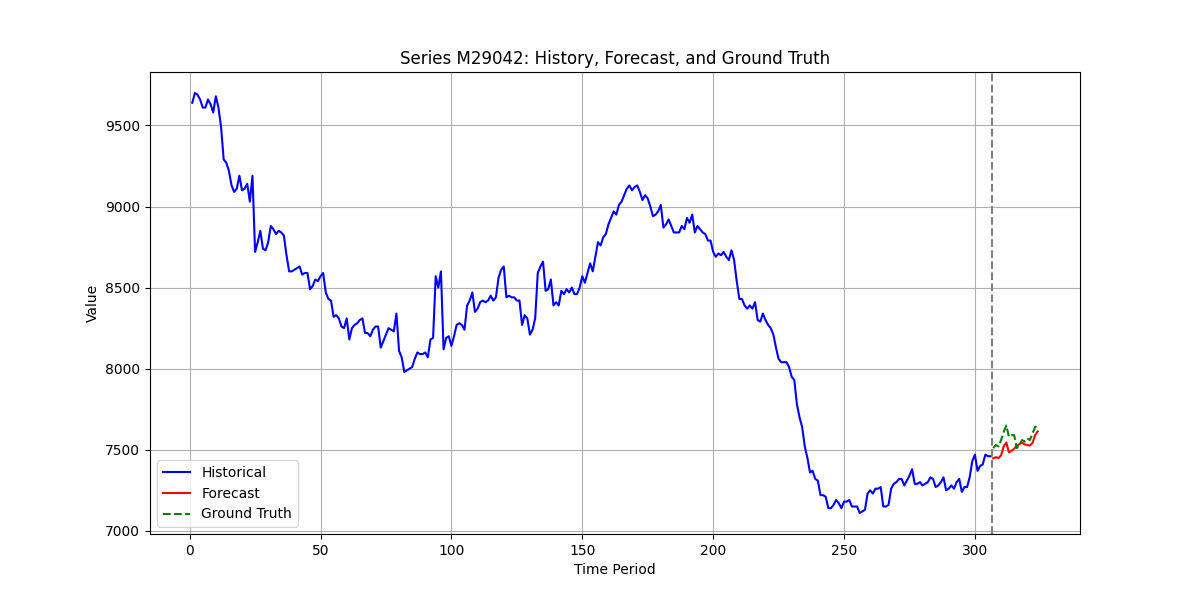 Series M29042: History, Forecast, and Ground Truth
Value
9500
9000
8500
8000
7500
7000
Historical
Forecast
Ground Truth
0 50 100 150 200 250 300
Time Period